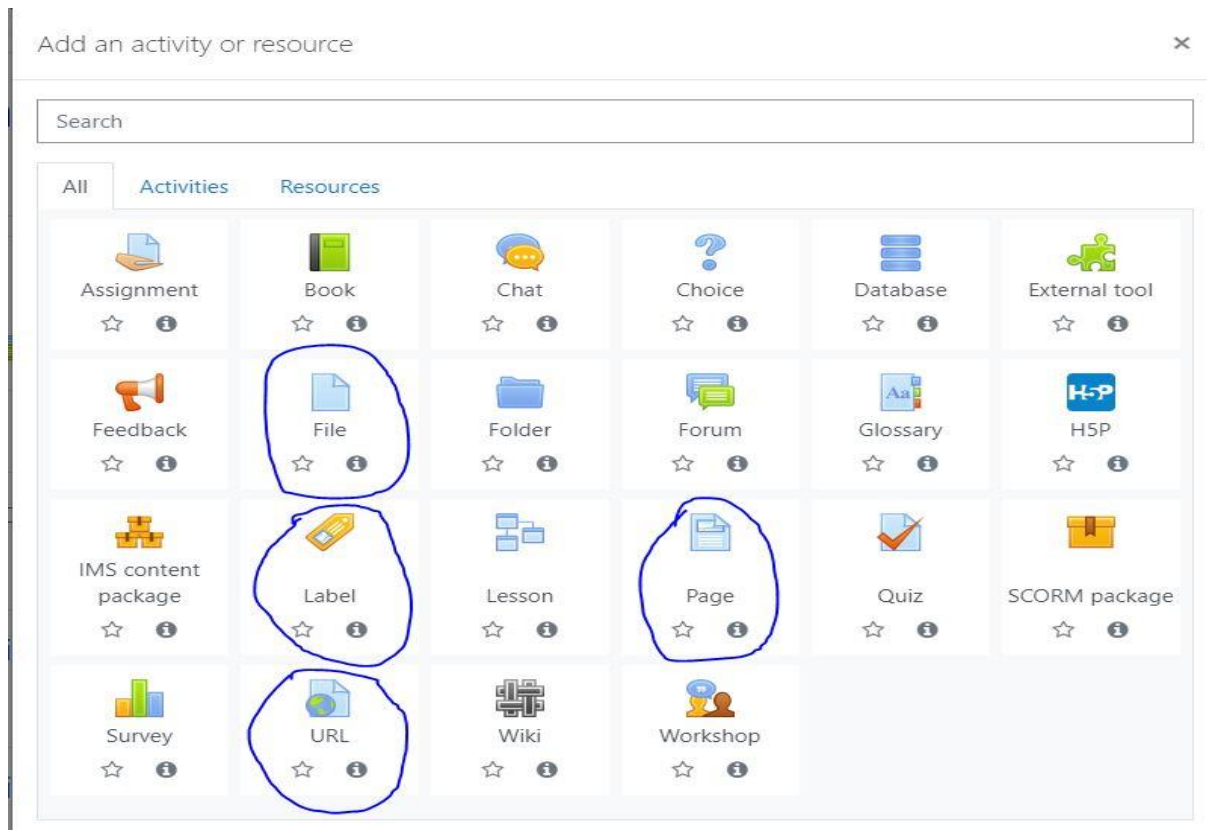 Add an activity or resource ×
Search
All Activities Resources
Assignment Book Chat Choice Database External tool
Feedback File Folder Forum Glossary H5P
IMS content
package Label Lesson Page Quiz SCORM package
Survey URL Wiki Workshop